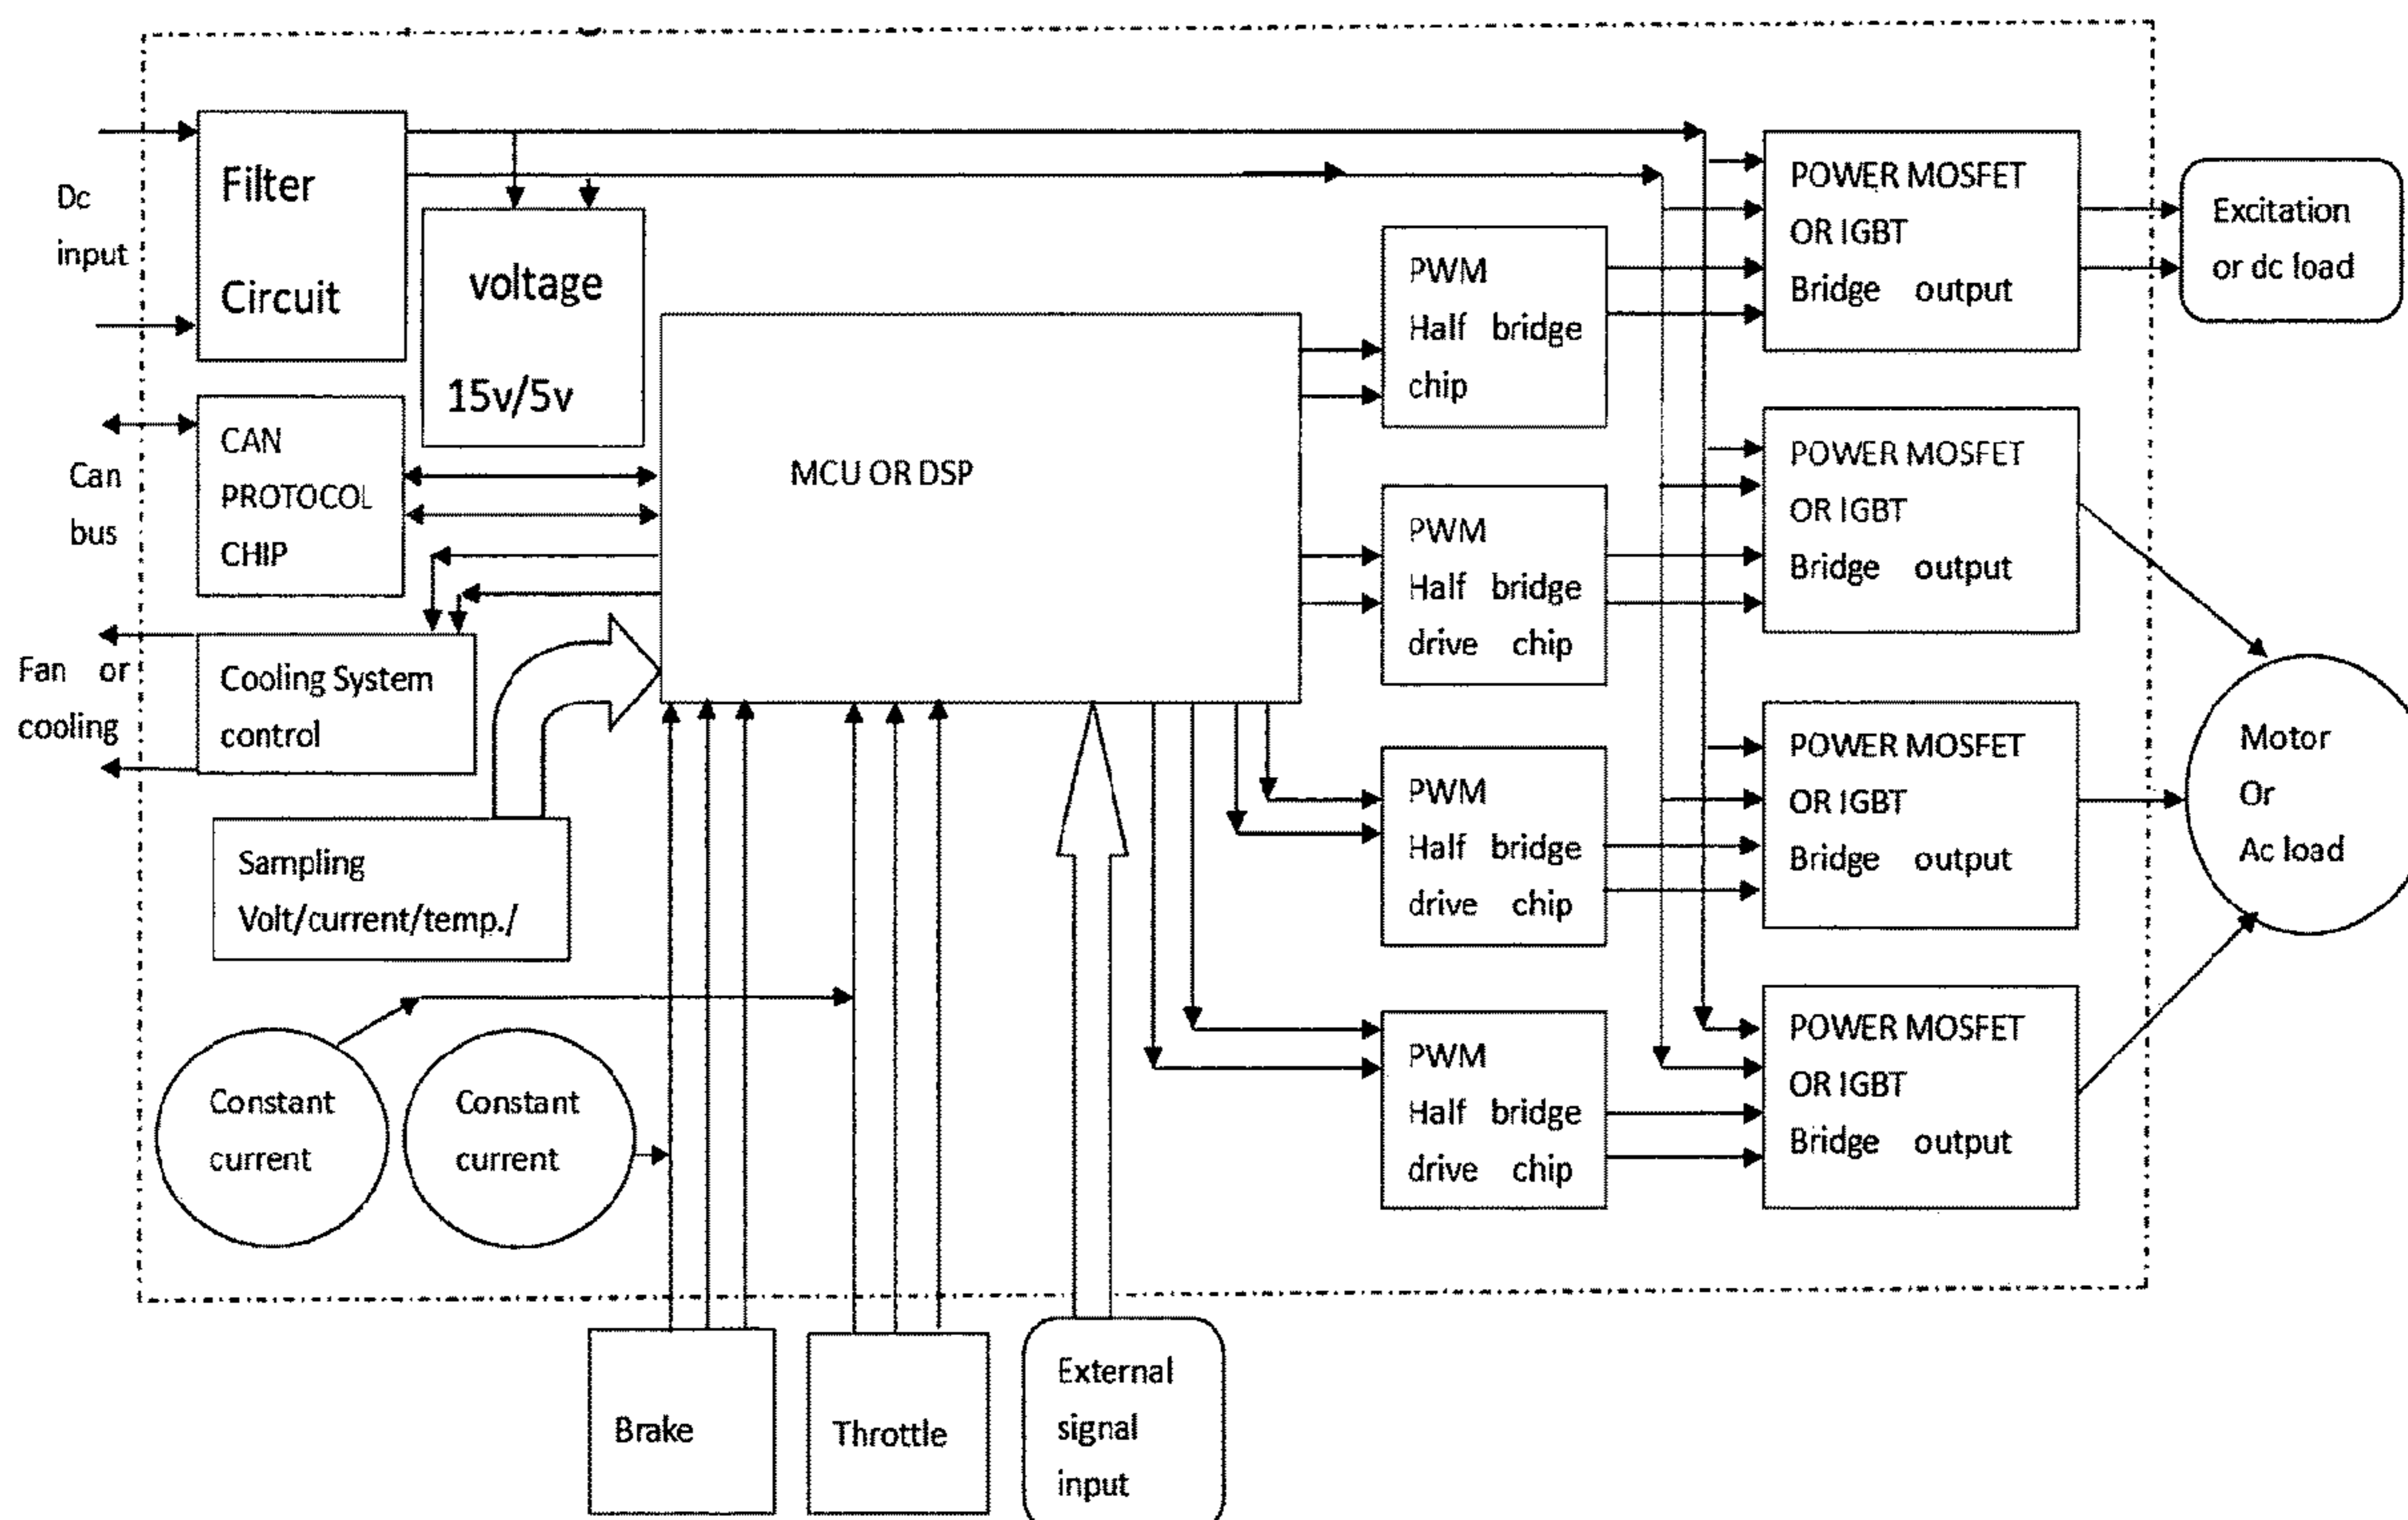 Dc
input
Filter
Circuit
voltage
15v/5v
Can
bus
CAN
PROTOCOL
CHIP
Fan or
cooling
Cooling System
control
Sampling
Volt/current/temp./
Constant
current
Constant
current
MCU OR DSP
PWM
Half bridge
chip
PWM
Half bridge
drive chip
PWM
Half bridge
drive chip
PWM
Half bridge
drive chip
POWER MOSFET
OR IGBT
Bridge output
POWER MOSFET
OR IGBT
Bridge output
POWER MOSFET
OR IGBT
Bridge output
POWER MOSFET
OR IGBT
Bridge output
Excitation
or dc load
Motor
Or
Ac load
Brake
Throttle
External
signal
input